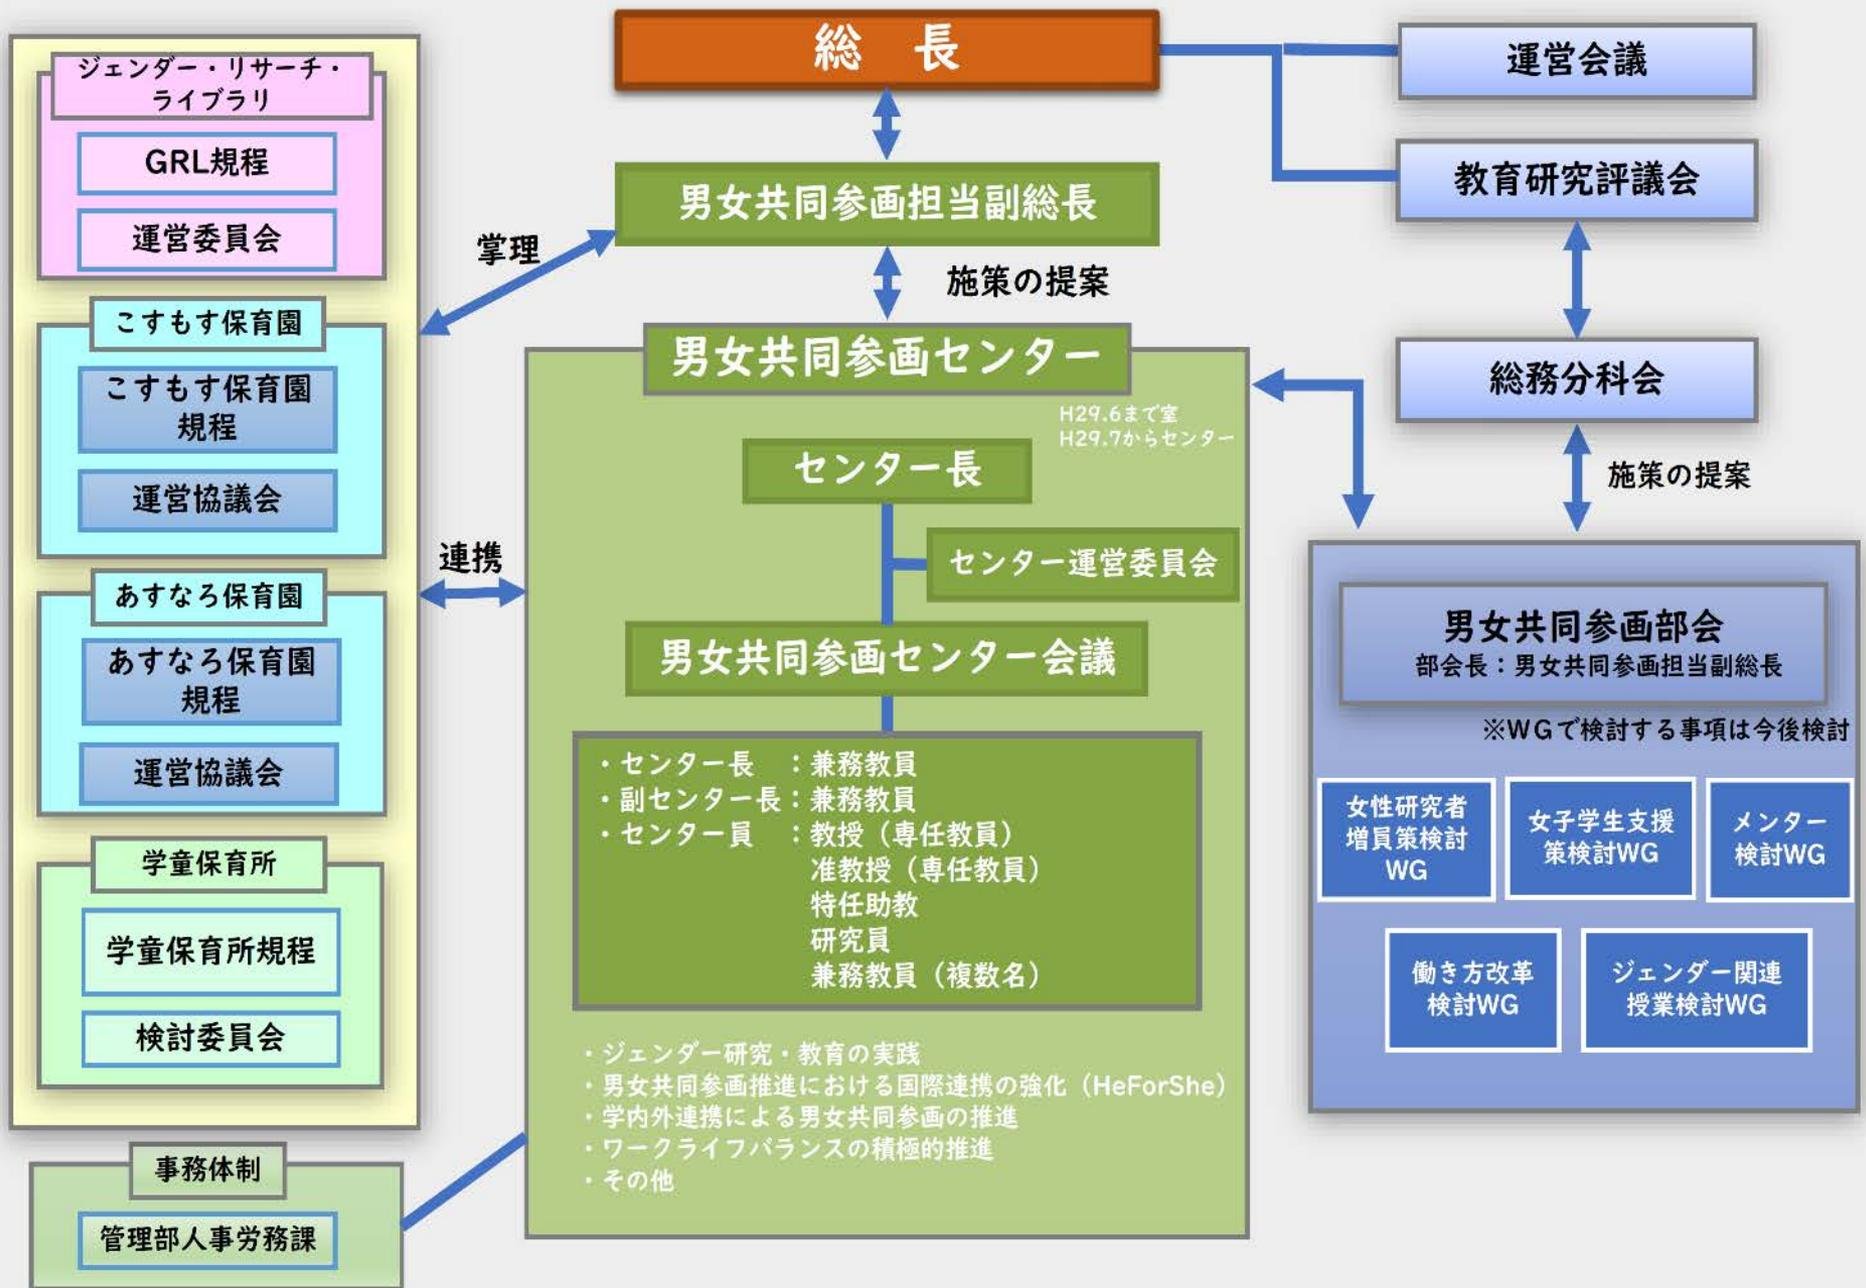 総　長
運営会議
教育研究評議会
総務分科会
施策の提案
男女共同参画担当副総長
掌理
施策の提案
ジェンダー・リサーチ・
ライブラリ
GRL規程
運営委員会
こすもす保育園
こすもす保育園
規程
運営協議会
あすなろ保育園
あすなろ保育園
規程
運営協議会
学童保育所
学童保育所規程
検討委員会
事務体制
管理部人事労務課
連携
男女共同参画センター
H29.6まで室
H29.7からセンター
センター長
センター運営委員会
男女共同参画センター会議
・センター長　：兼務教員
・副センター長：兼務教員
・センター員　：教授（専任教員）
准教授（専任教員）
特任助教
研究員
兼務教員（複数名）
・ジェンダー研究・教育の実践
・男女共同参画推進における国際連携の強化（HeForShe）
・学内外連携による男女共同参画の推進
・ワークライフバランスの積極的推進
・その他
男女共同参画部会
部会長：男女共同参画担当副総長
※WGで検討する事項は今後検討
女性研究者
増員策検討
WG
女子学生支援
策検討WG
メンター
検討WG
働き方改革
検討WG
ジェンダー関連
授業検討WG